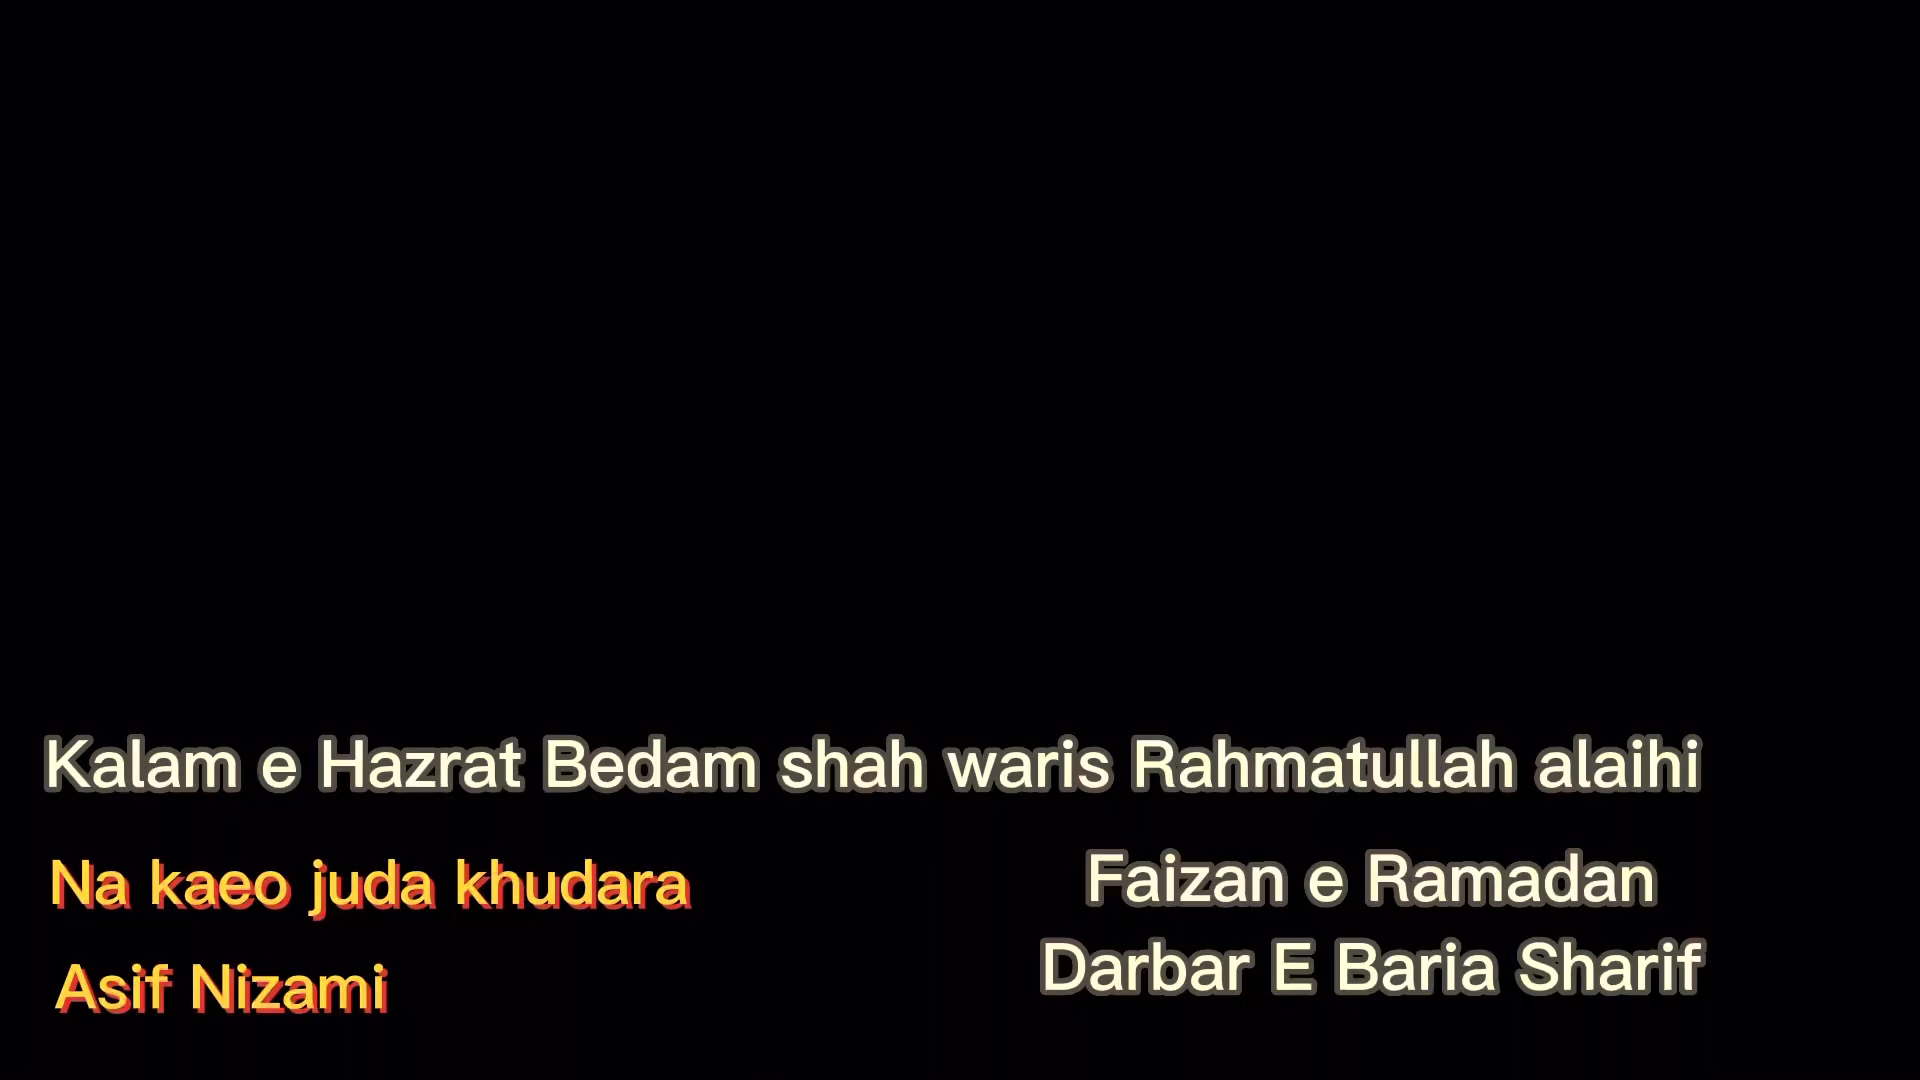 Kalam e Hazrat Bedam shah waris Rahmatullah alaihi
Na kaeo juda khudara
Asif Nizami
Faizan e Ramadan
Darbar E Baria Sharif